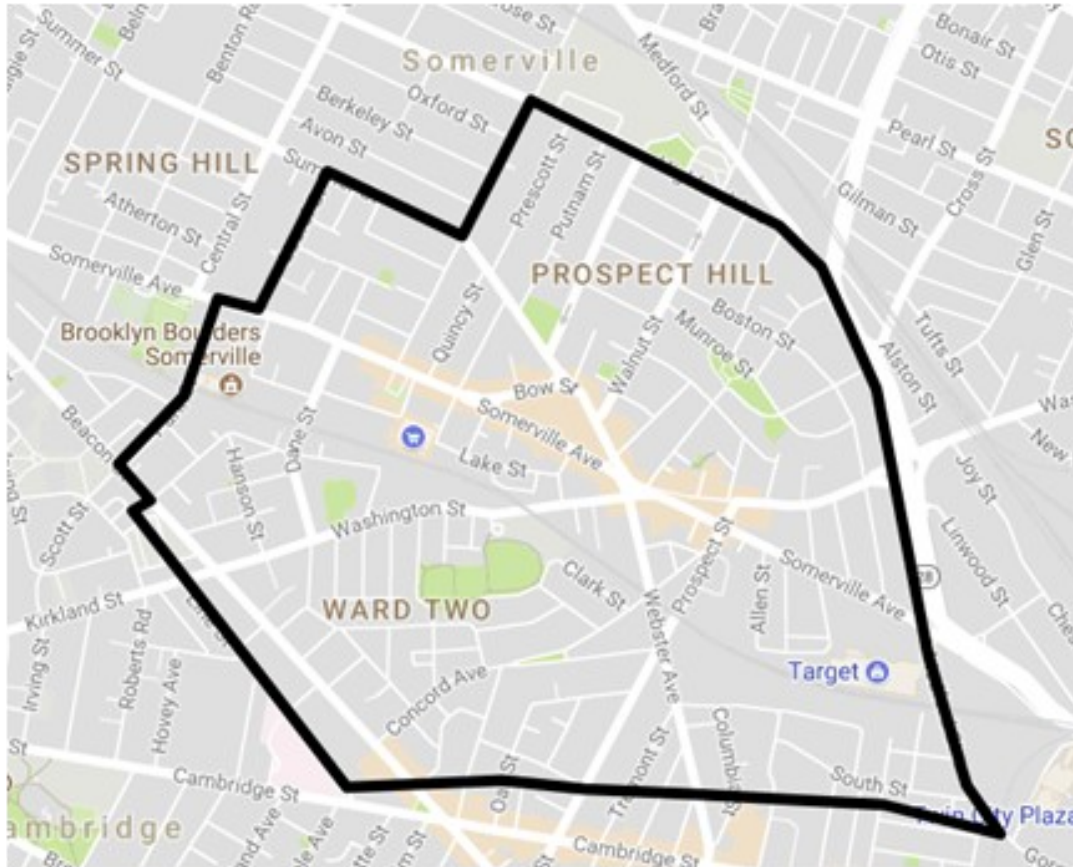 Summer St
Benton Rd
Somerville
Medford St
Bonair St
Otis St
Pearl St
Oxford St
Berkeley St
Avon St
SPRING HILL
Atherton St
Central St
Prescott St
Putnam St
Gilman St
Cross St
Glen St
Somerville Ave
PROSPECT HILL
Brooklyn Boulders
Somerville
Quincy St
Boston St
Munroe St
Walnut St
Tufts St
Alston St
Bow St
Somerville Ave
Beacon
Dane St
Hanson St
Lake St
Washington St
Joy St
New
Scott St
Linwood St
Prospect St
Somerville Ave
Clark St
Allen St
Kirkland St
WARD TWO
Webster Ave
Irving St
Roberts Rd
Hovey Ave
Concord Ave
Target
Columbia St
Tremont St
South St
Cambridge St
Twin City Plaza
ambridge
Cambridge St